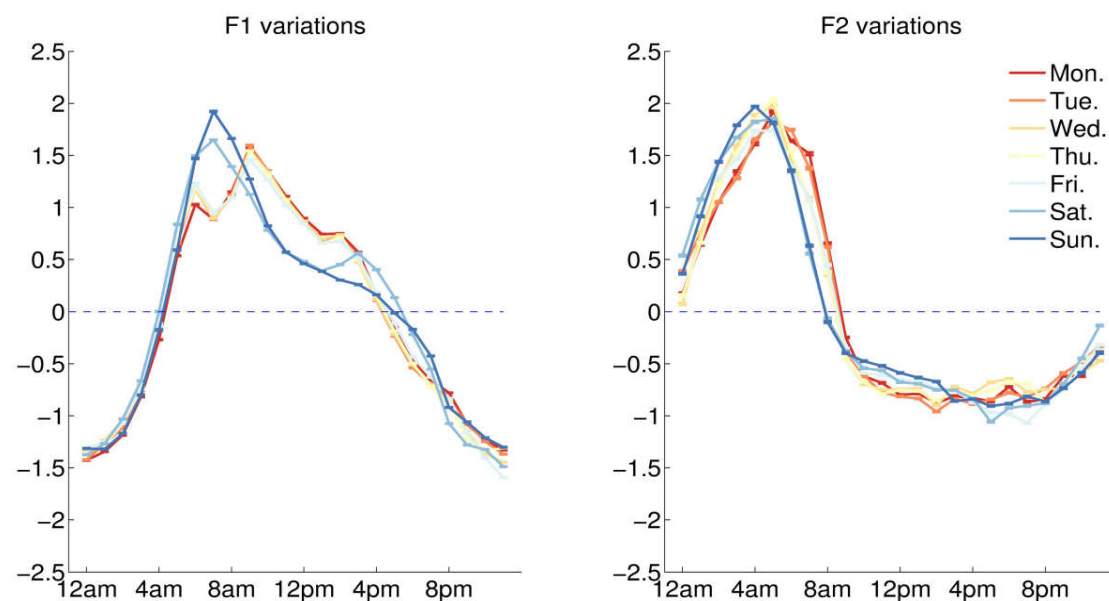 F1 variations
2.5
2
1.5
1
0.5
0
−0.5
−1
−1.5
−2
−2.5
12am 4am 8am 12pm 4pm 8pm
F2 variations
2.5
2
1.5
1
0.5
0
−0.5
−1
−1.5
−2
−2.5
12am 4am 8am 12pm 4pm 8pm
Mon.
Tue.
Wed.
Thu.
Fri.
Sat.
Sun.